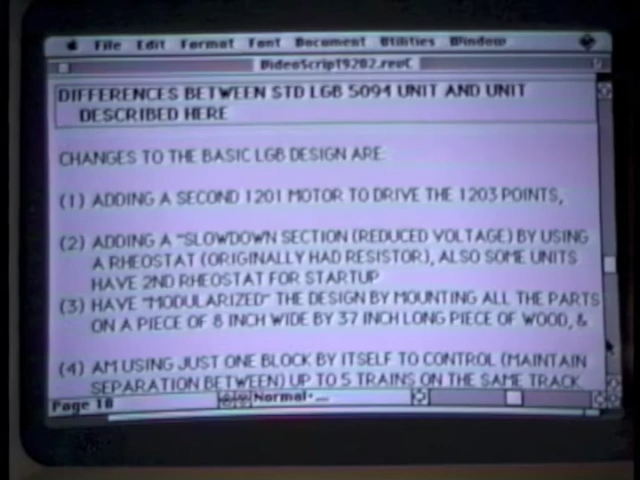 File Edit Format Font Document Utilities Window
VideoScript9202.revC
DIFFERENCES BETWEEN STD LGB 5094 UNIT AND UNIT
DESCRIBED HERE
CHANGES TO THE BASIC LGB DESIGN ARE
(1) ADDING A SECOND 1201 MOTOR TO DRIVE THE 1203 POINTS,
(2) ADDING A "SLOWDOWN SECTION (REDUCED VOLTAGE) BY USING
A RHEOSTAT (ORIGINALLY HAD RESISTOR), ALSO SOME UNITS
HAVE 2ND RHEOSTAT FOR STARTUP
(3) HAVE "MODULARIZED" THE DESIGN BY MOUNTING ALL THE PARTS
ON A PIECE OF 8 INCH WIDE BY 37 INCH LONG PIECE OF WOOD, &
(4) AM USING JUST ONE BLOCK BY ITSELF TO CONTROL (MAINTAIN
SEPARATION BETWEEN) UP TO 5 TRAINS ON THE SAME TRACK
Page 18 Normal+...